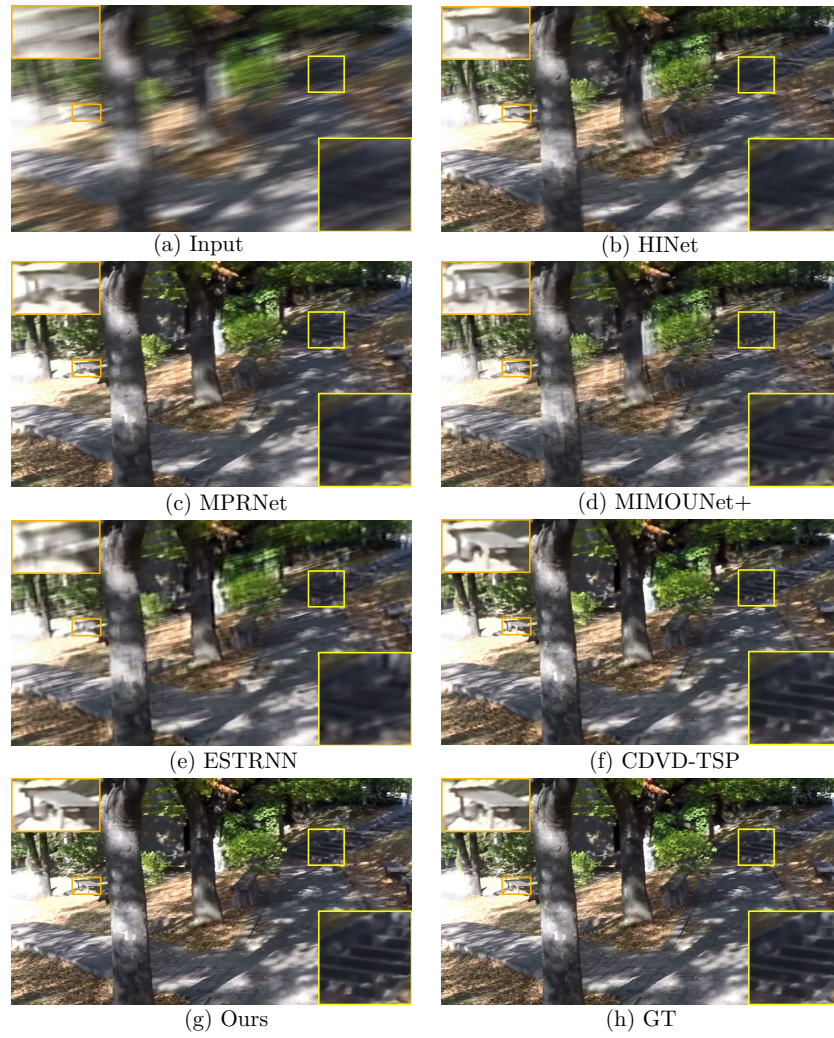 (a) Input
(b) HINet
(c) MPRNet
(d) MIMOUNet+
(e) ESTRNN
(f) CDVD-TSP
(g) Ours
(h) GT